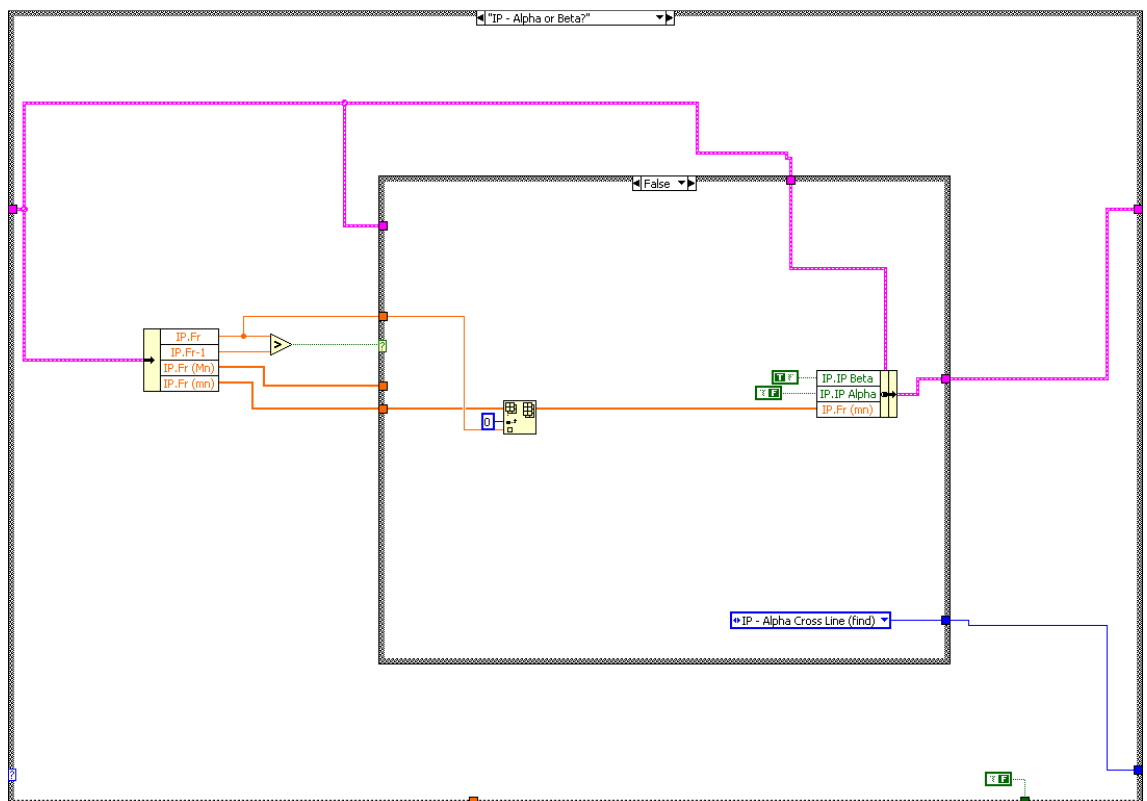 "IP - Alpha or Beta?"
False
IP.Fr
IP.Fr-1
IP.Fr (Mn)
IP.Fr (mn)
>
?
T F
IP.IP Beta
T F
IP.IP Alpha
IP.Fr (mn)
0
IP - Alpha Cross Line (find)
?
T F